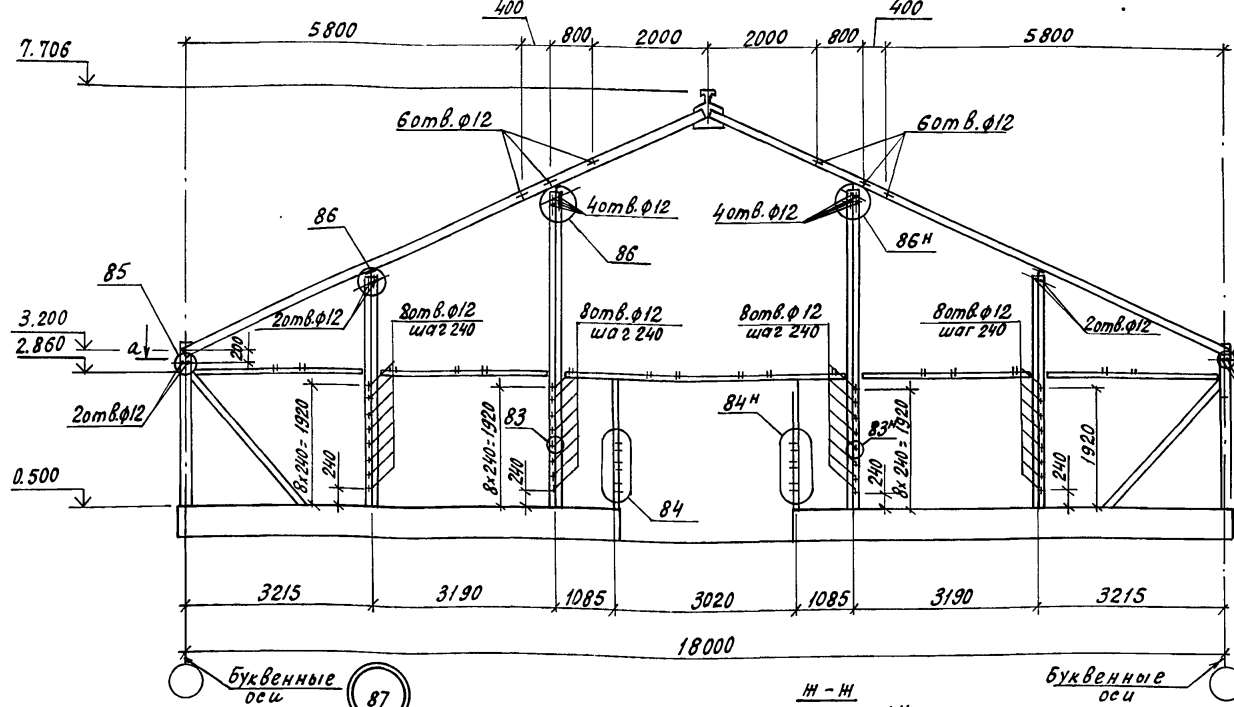 400
400
5800
800
2000
2000
800
5800
7.706
6отв.ф12
6отв.ф12
4отв.ф12
4отв.ф12
86
86
86н
85
2отв.ф12
8отв.ф12
шаг 240
8отв.ф12
шаг 240
8отв.ф12
шаг 240
8отв.ф12
шаг 240
2отв.ф12
3.200
2.860
а
200
2отв.ф12
8х240=1920
240
8х240=1920
240
83
84н
83н
240
8х240=1920
240
1920
0.500
84
3215
3190
1085
3020
1085
3190
3215
18000
Буквенные
оси
87
ж-ж
Буквенные
оси